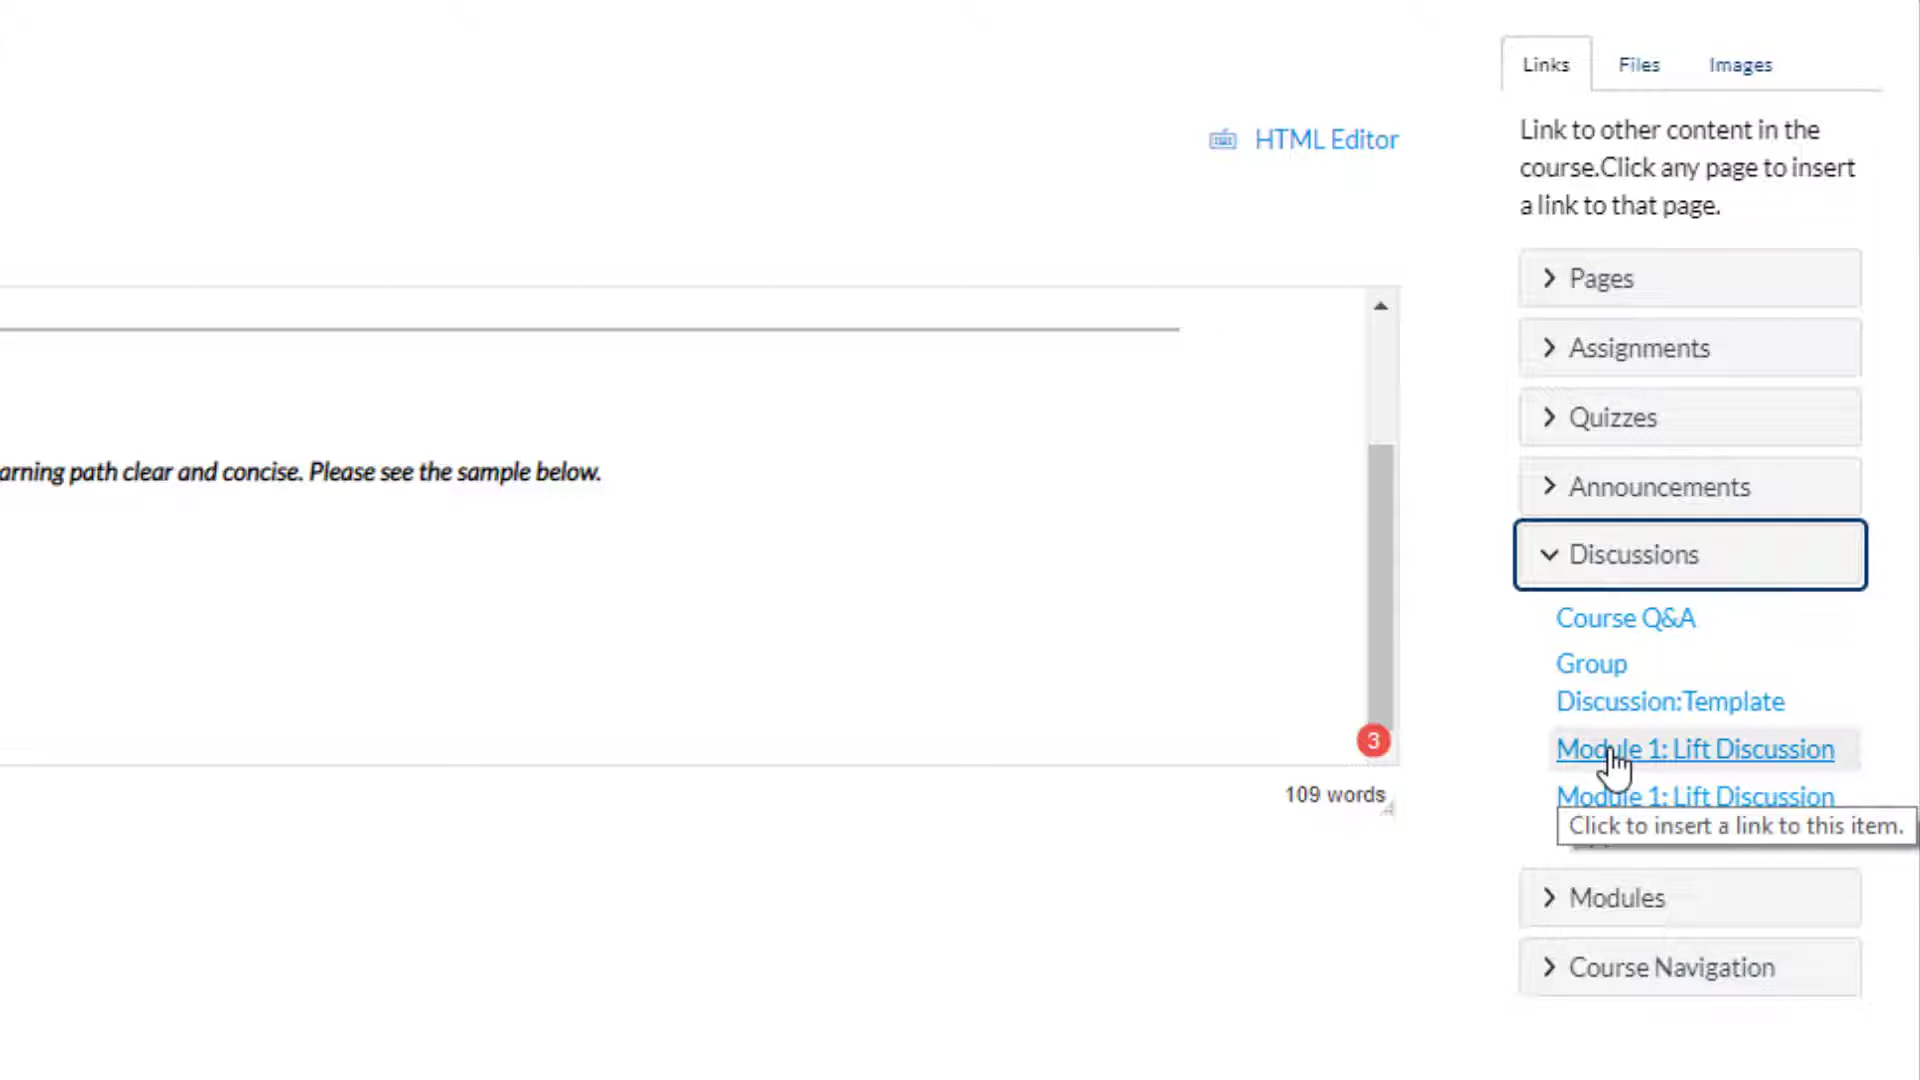 Links
Files
Images
HTML Editor
Link to other content in the
course.Click any page to insert
a link to that page.
Pages
Assignments
Quizzes
Announcements
arning path clear and concise. Please see the sample below.
Discussions
Course Q&A
Group
Discussion:Template
Module 1: Lift Discussion
Module 1: Lift Discussion
Click to insert a link to this item.
3
109 words
Modules
Course Navigation